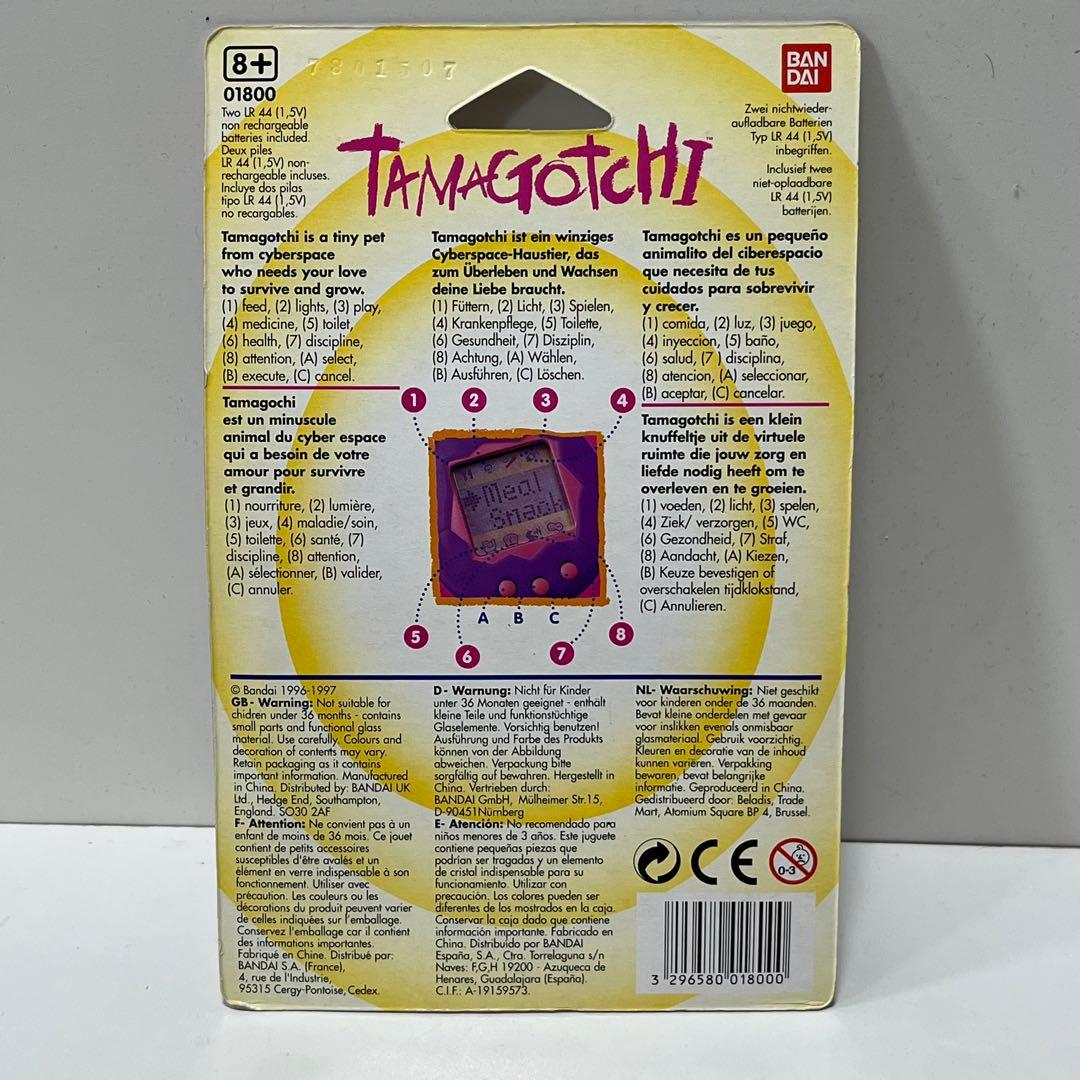 8+
01800
7801507
BAN
DAI
Two LR 44 (1,5V)
non rechargeable
batteries included.
Deux piles
LR 44 (1,5V) non-
rechargeable incluses.
Incluye dos pilas
tipo LR 44 (1,5V)
no recargables.
TAMAGOTCHI™
Zwei nichtwieder-
aufladbare Batterien
Typ LR 44 (1,5V)
inbegriffen.
Inclusief twee
niet-oplaadbare
LR 44 (1,5V)
batterijen.
Tamagotchi is a tiny pet
from cyberspace
who needs your love
to survive and grow.
(1) feed, (2) lights, (3) play,
(4) medicine, (5) toilet,
(6) health, (7) discipline,
(8) attention, (A) select,
(B) execute, (C) cancel.
Tamagotchi ist ein winziges
Cyberspace-Haustier, das
zum Überleben und Wachsen
deine Liebe braucht.
(1) Füttern, (2) Licht, (3) Spielen,
(4) Krankenpflege, (5) Toilette,
(6) Gesundheit, (7) Disziplin,
(8) Achtung, (A) Wählen,
(B) Ausführen, (C) Löschen.
Tamagotchi es un pequeño
animalito del ciberespacio
que necesita de tus
cuidados para sobrevivir
y crecer.
(1) comida, (2) luz, (3) juego,
(4) inyeccion, (5) baño,
(6) salud, (7 ) disciplina,
(8) atencion, (A) seleccionar,
(B) aceptar, (C) cancelar.
Tamagochi
est un minuscule
animal du cyber espace
qui a besoin de votre
amour pour survivre
et grandir.
(1) nourriture, (2) lumière,
(3) jeux, (4) maladie/soin,
(5) toilette, (6) santé, (7)
discipline, (8) attention,
(A) sélectionner, (B) valider,
(C) annuler.
1 2 3 4
Meal
Snack
A B C
5 6 7 8
Tamagotchi is een klein
knuffeltje uit de virtuele
ruimte die jouw zorg en
liefde nodig heeft om te
overleven en te groeien.
(1) voeden, (2) licht, (3) spelen,
(4) Ziek/ verzorgen, (5) WC,
(6) Gezondheid, (7) Straf,
(8) Aandacht, (A) Kiezen,
(B) Keuze bevestigen of
overschakelen tijdklokstand,
(C) Annulieren.
© Bandai 1996-1997
GB- Warning: Not suitable for
chidren under 36 months - contains
small parts and functional glass
material. Use carefully. Colours and
decoration of contents may vary.
Retain packaging as it contains
important information. Manufactured
in China. Distributed by: BANDAI UK
Ltd., Hedge End, Southampton,
England. SO30 2AF
F- Attention: Ne convient pas à un
enfant de moins de 36 mois. Ce jouet
contient de petits accessoires
susceptibles d'être avalés et un
élément en verre indispensable à son
fonctionnement. Utiliser avec
précaution. Les couleurs ou les
décorations du produit peuvent varier
de celles indiquées sur l'emballage.
Conservez l'emballage car il contient
des informations importantes.
Fabriqué en Chine. Distribué par:
BANDAI S.A. (France),
4, rue de l'Industrie,
95315 Cergy-Pontoise, Cedex.
D- Warnung: Nicht für Kinder
unter 36 Monaten geeignet - enthält
kleine Teile und funktionstüchtige
Glaselemente. Vorsichtig benutzen!
Ausführung und Farbe des Produkts
können von der Abbildung
abweichen. Verpackung bitte
sorgfältig auf bewahren. Hergestellt in
China. Vertrieben durch:
BANDAI GmbH, Mülheimer Str.15,
D-90451Nürnberg
E- Atención: No recomendado para
niños menores de 3 años. Este juguete
contiene pequeñas piezas que
podrían ser tragadas y un elemento
de cristal indispensable para su
funcionamiento. Utilizar con
precaución. Los colores pueden ser
diferentes de los mostrados en la caja.
Conservar la caja dado que contiene
información importante. Fabricado en
China. Distribuido por BANDAI
España, S.A., Ctra. Torrelaguna s/n
Naves: F,G,H 19200 - Azuqueca de
Henares, Guadalajara (España).
C.I.F.: A-19159573.
NL- Waarschuwing: Niet geschikt
voor kinderen onder de 36 maanden.
Bevat kleine onderdelen met gevaar
voor inslikken evenals onmisbaar
glasmateriaal. Gebruik voorzichtig.
Kleuren en decoratie van de inhoud
kunnen variëren. Verpakking
bewaren, bevat belangrijke
informatie. Geproduceerd in China.
Gedistribueerd door: Beladis, Trade
Mart, Atomium Square BP 4, Brussel.
CE
0-3
3 296580 018000